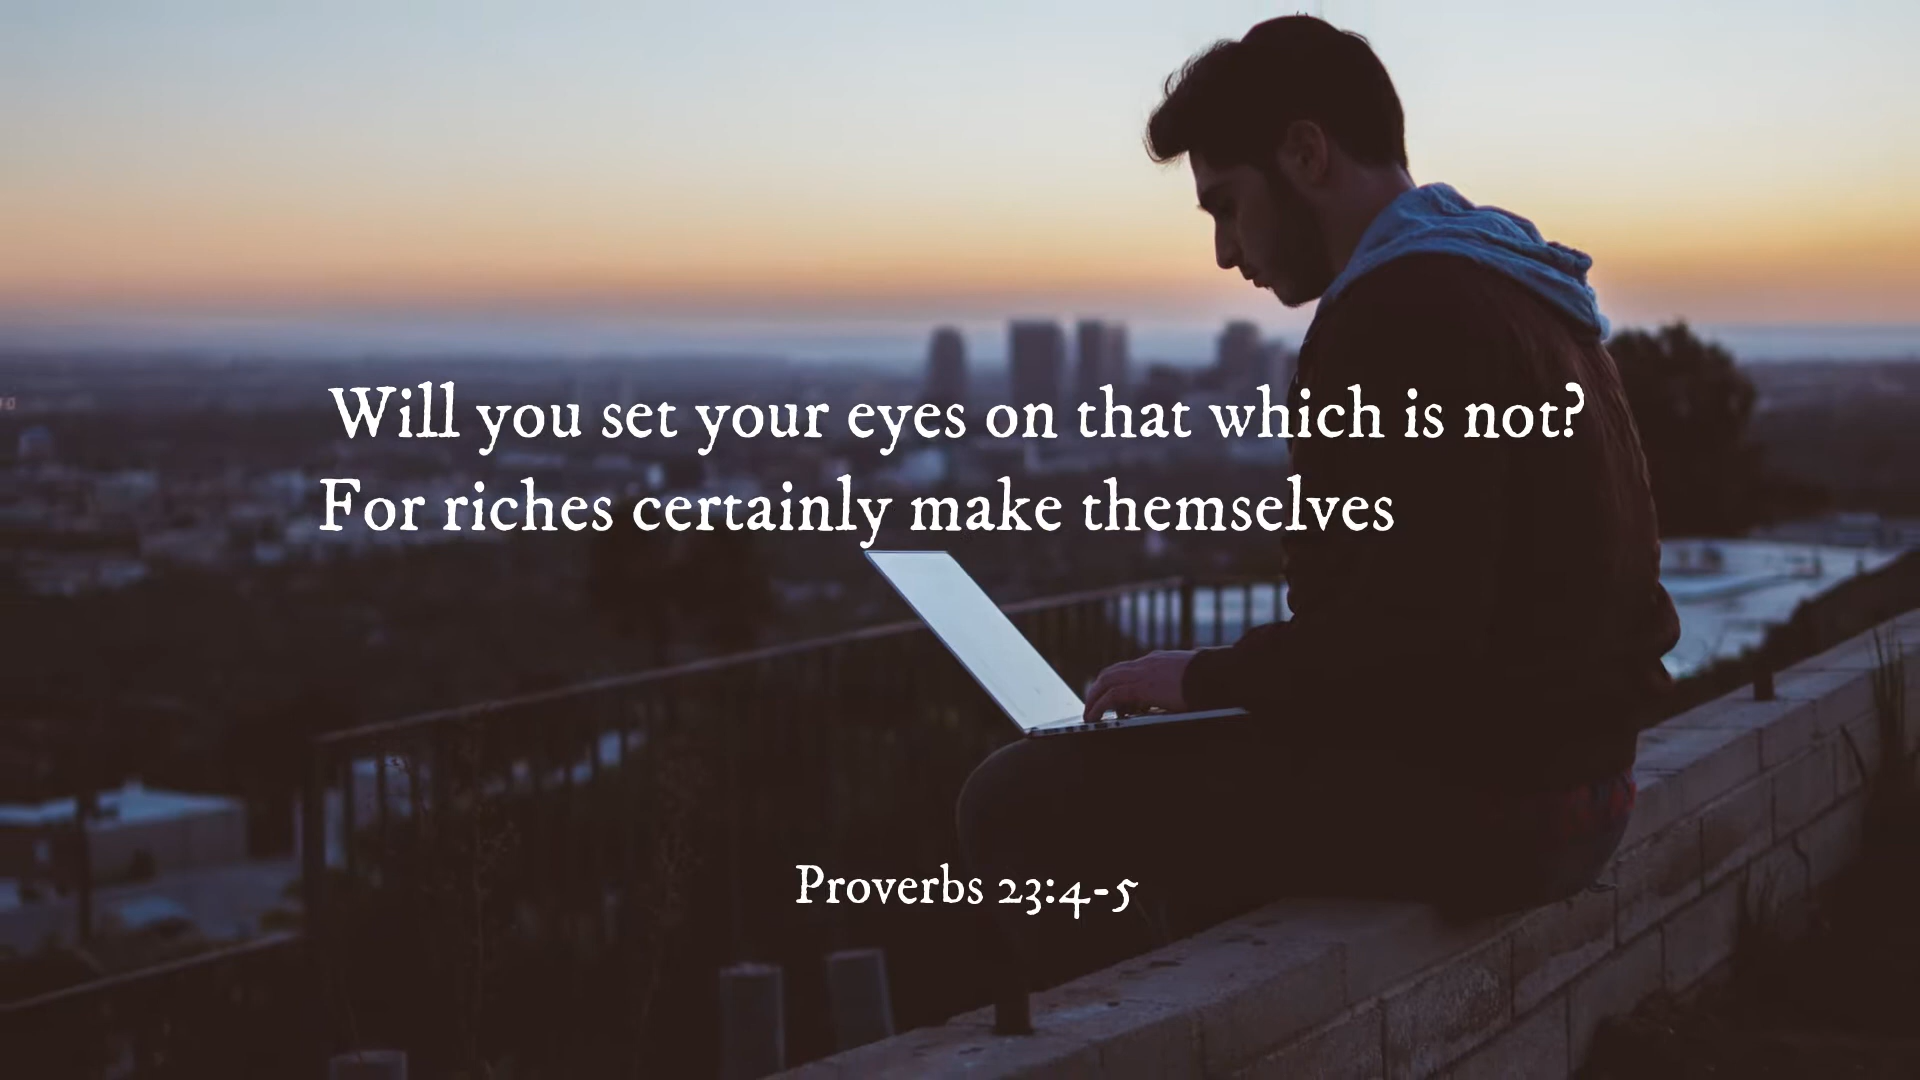 Will you set your eyes on that which is not?
For riches certainly make themselves
Proverbs 23:4-5